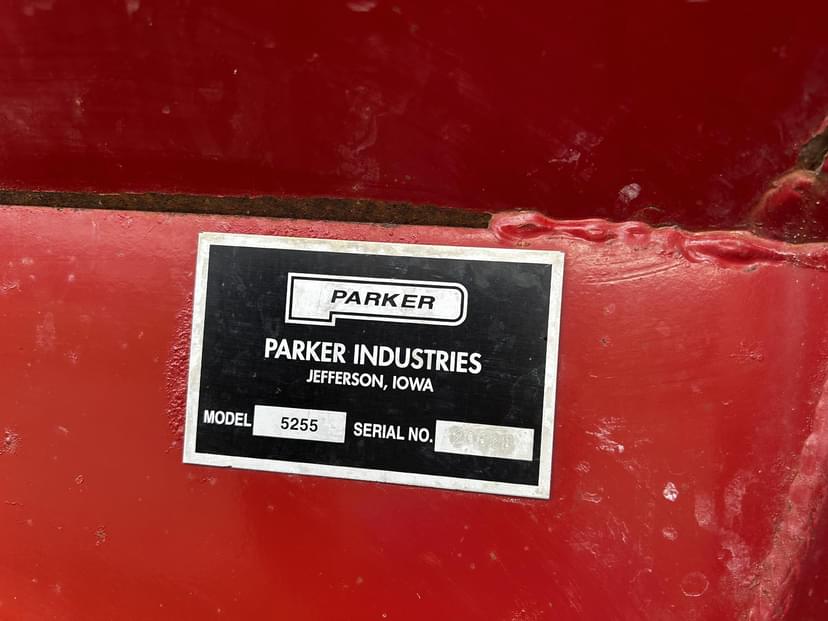 PARKER
PARKER INDUSTRIES
JEFFERSON, IOWA
MODEL 5255 SERIAL NO.